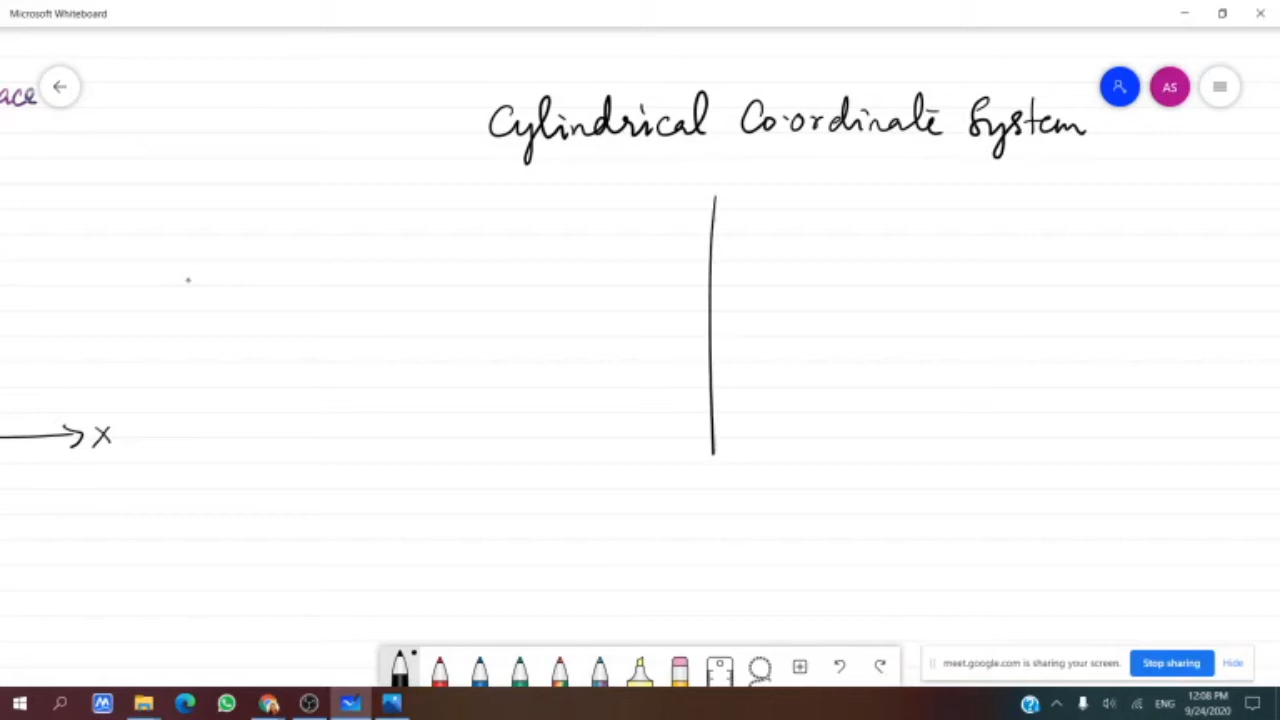 Microsoft Whiteboard
ace
AS
Cylindrical Co-ordinate System
X
meet.google.com is sharing your screen.
Stop sharing
Hide
ENG
12:08 PM
9/24/2020